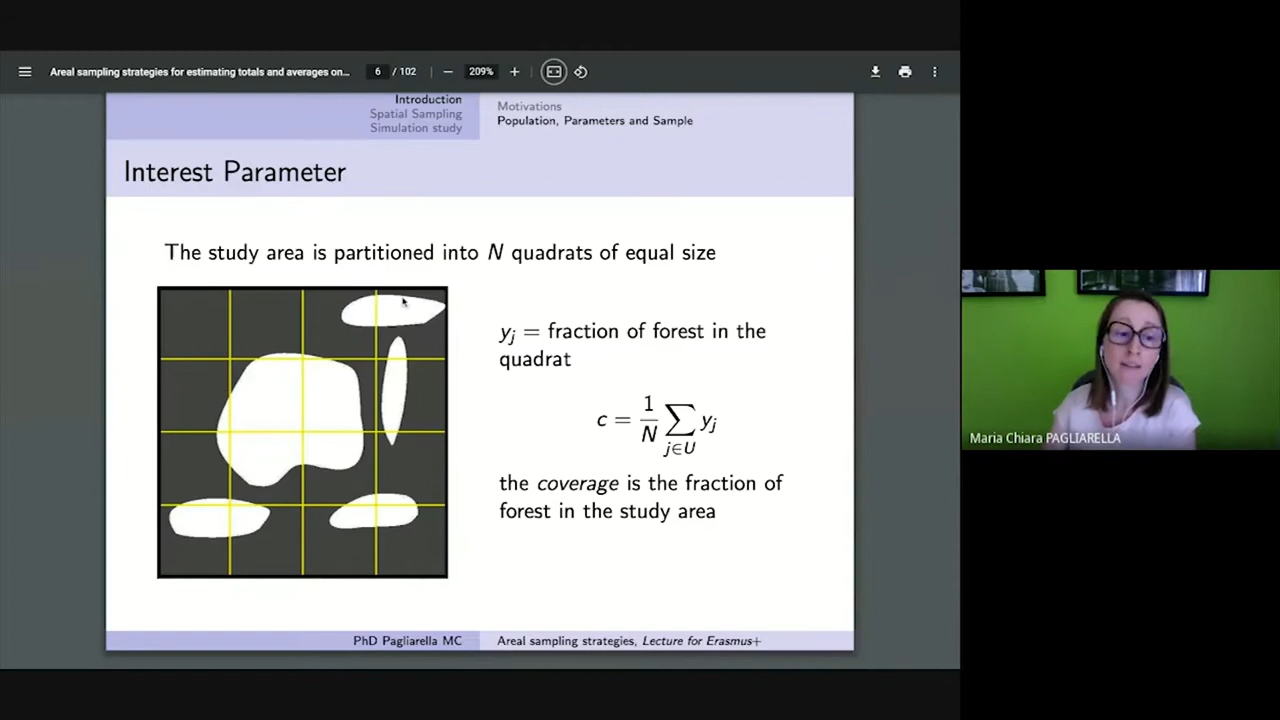 Areal sampling strategies for estimating totals and averages on...
6 / 102
209%
Introduction
Spatial Sampling
Simulation study
Motivations
Population, Parameters and Sample
Interest Parameter
The study area is partitioned into N quadrats of equal size
yⱼ = fraction of forest in the
quadrat
c = 1/N ∑ j∈U yⱼ
the coverage is the fraction of
forest in the study area
PhD Pagliarella MC
Areal sampling strategies, Lecture for Erasmus+
Maria Chiara PAGLIARELLA